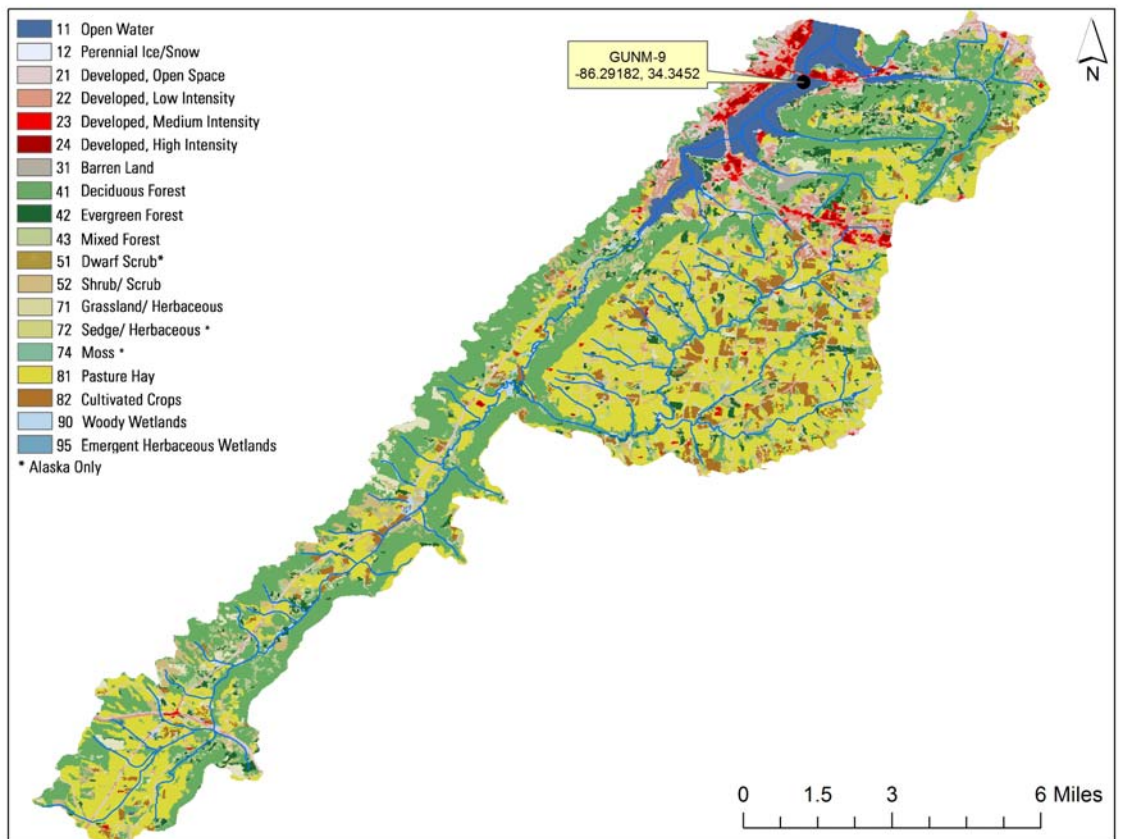 11 Open Water
12 Perennial Ice/Snow
21 Developed, Open Space
22 Developed, Low Intensity
23 Developed, Medium Intensity
24 Developed, High Intensity
31 Barren Land
41 Deciduous Forest
42 Evergreen Forest
43 Mixed Forest
51 Dwarf Scrub*
52 Shrub/ Scrub
71 Grassland/ Herbaceous
72 Sedge/ Herbaceous *
74 Moss *
81 Pasture Hay
82 Cultivated Crops
90 Woody Wetlands
95 Emergent Herbaceous Wetlands
* Alaska Only
GUNM-9
-86.29182, 34.3452
N
0 1.5 3 6 Miles